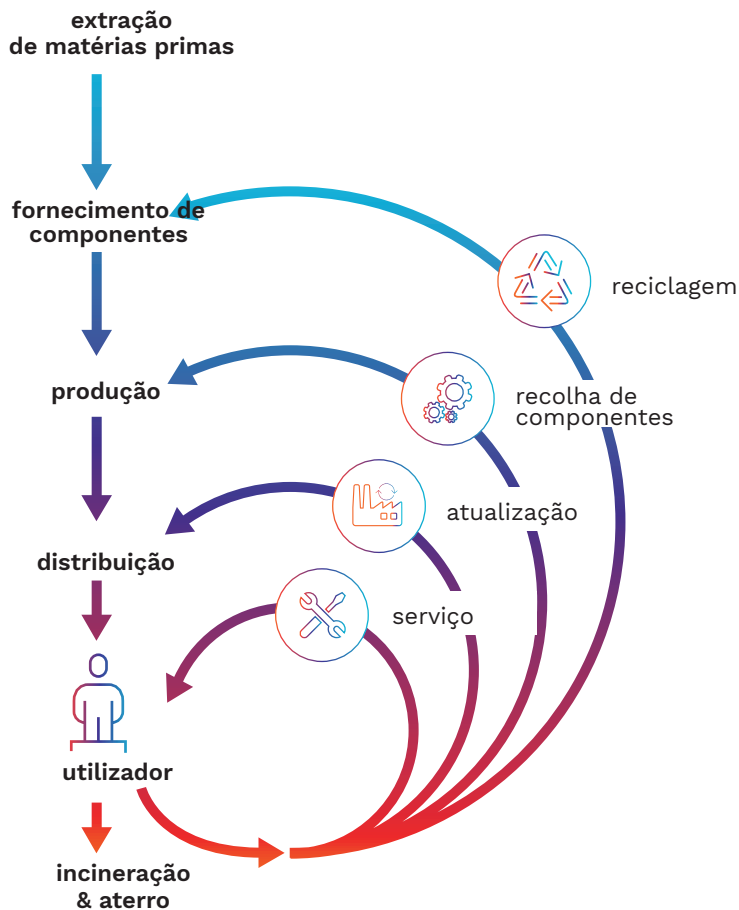 extração
de matérias primas
fornecimento de
componentes
reciclagem
produção
recolha de
componentes
atualização
distribuição
serviço
utilizador
incineração
& aterro